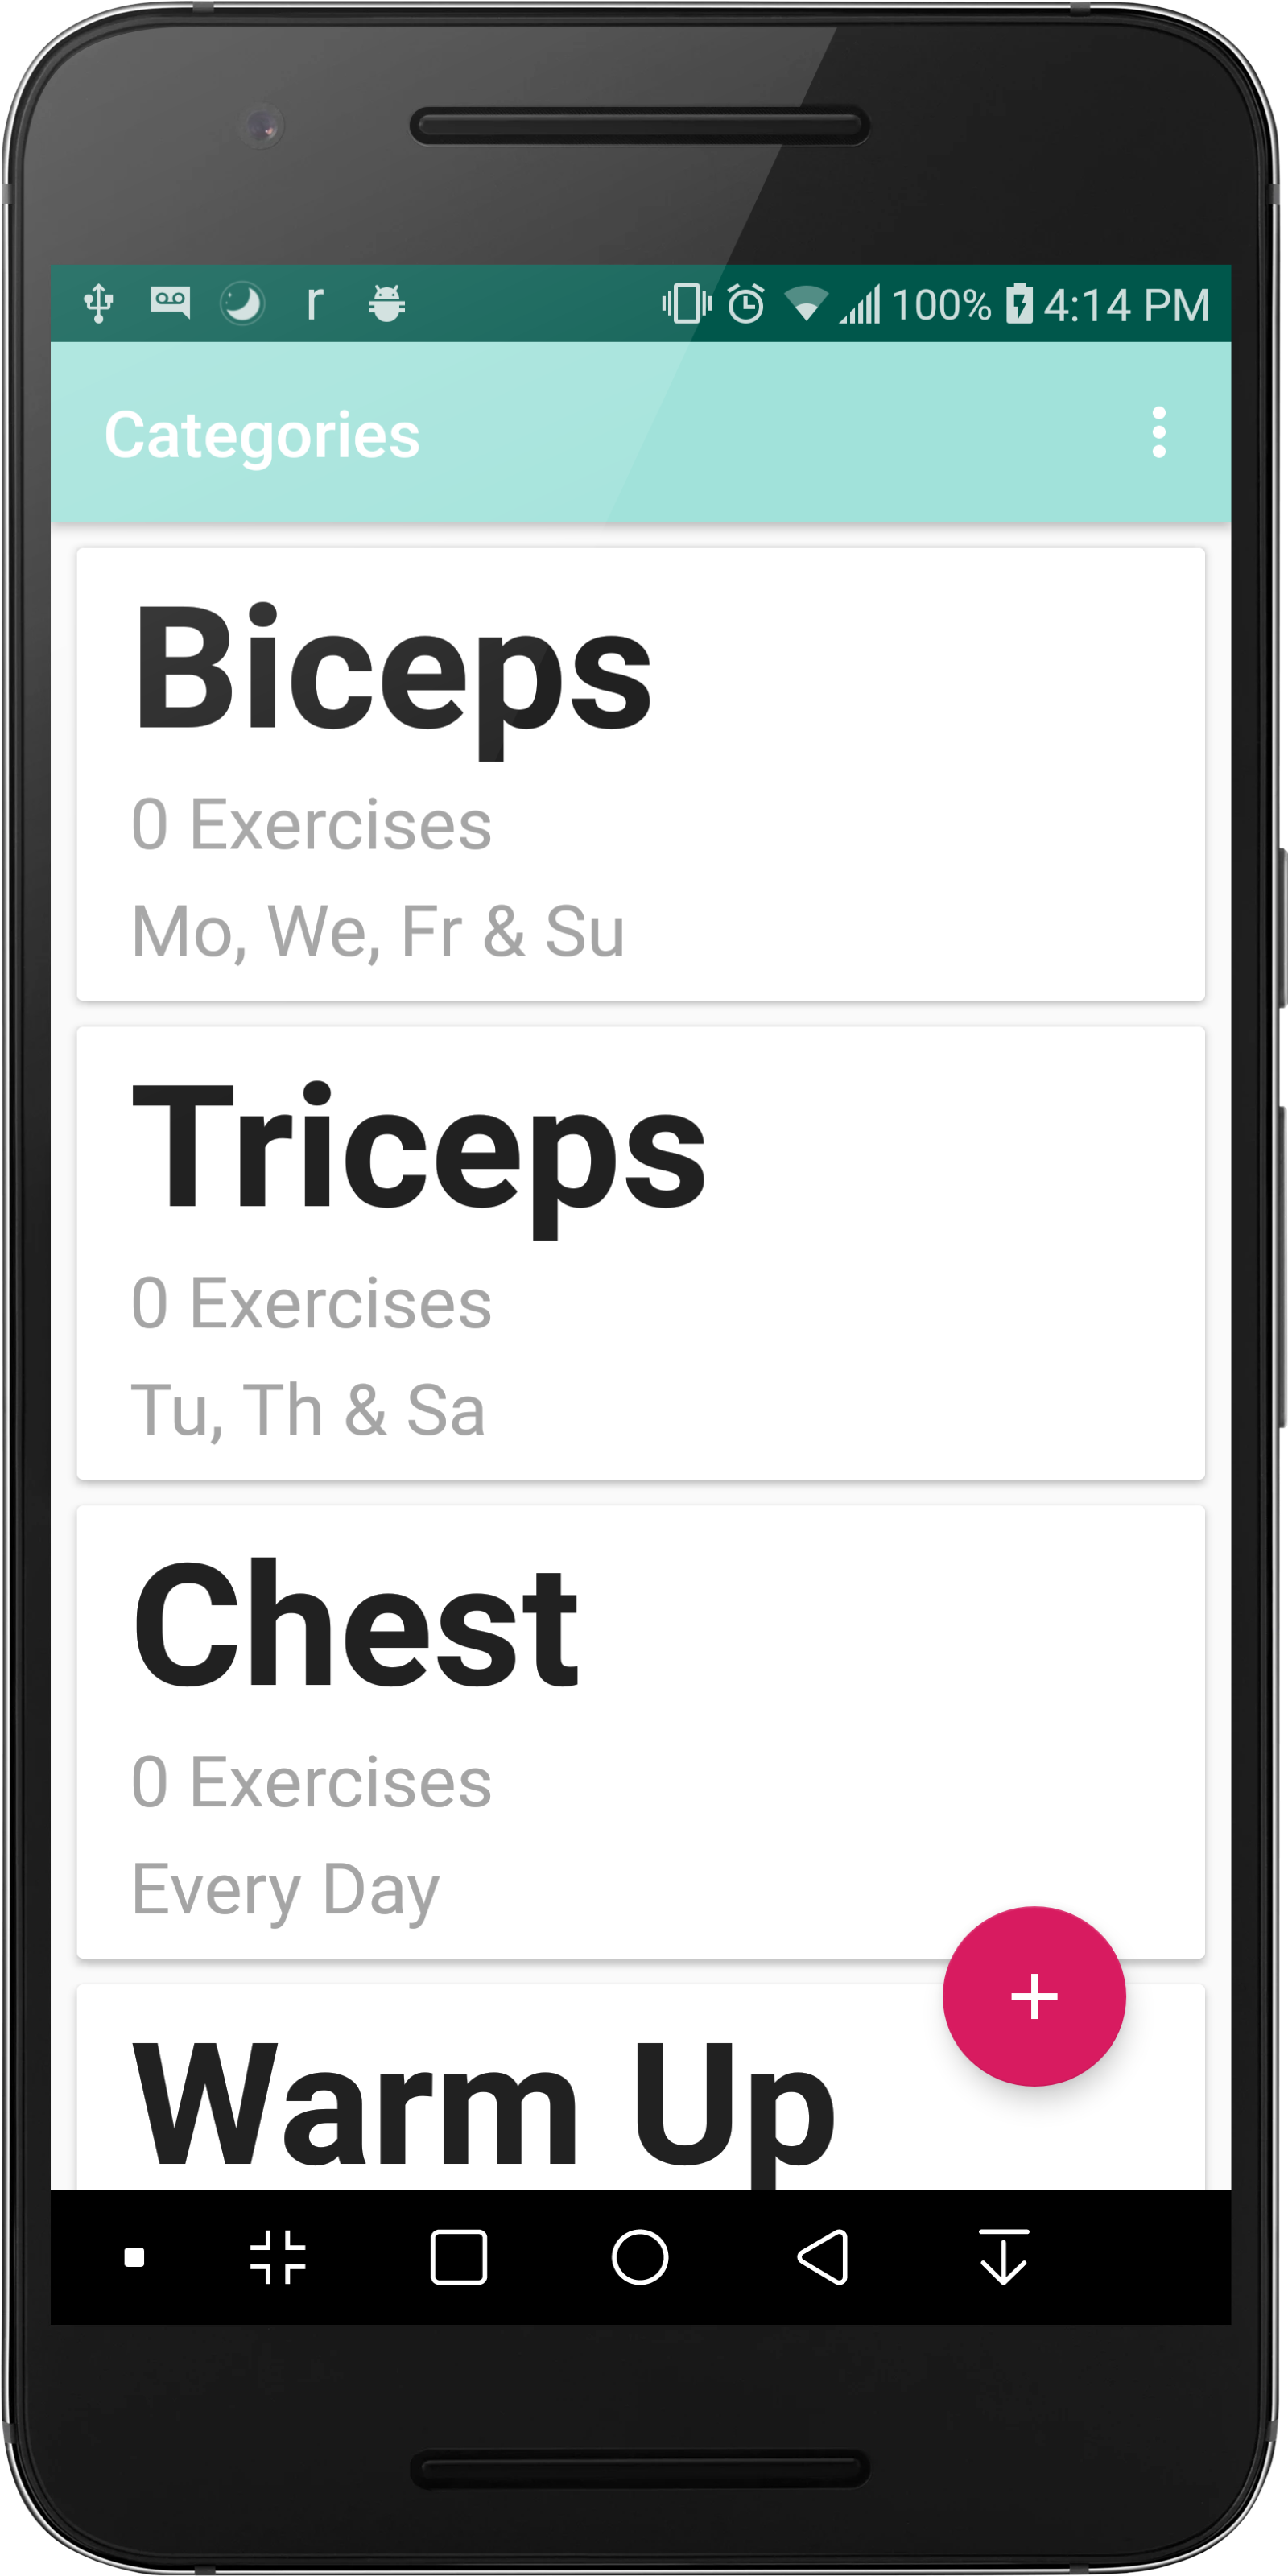 r 100% 4:14 PM
Categories
Biceps
0 Exercises
Mo, We, Fr & Su
Triceps
0 Exercises
Tu, Th & Sa
Chest
0 Exercises
Every Day
+
Warm Up